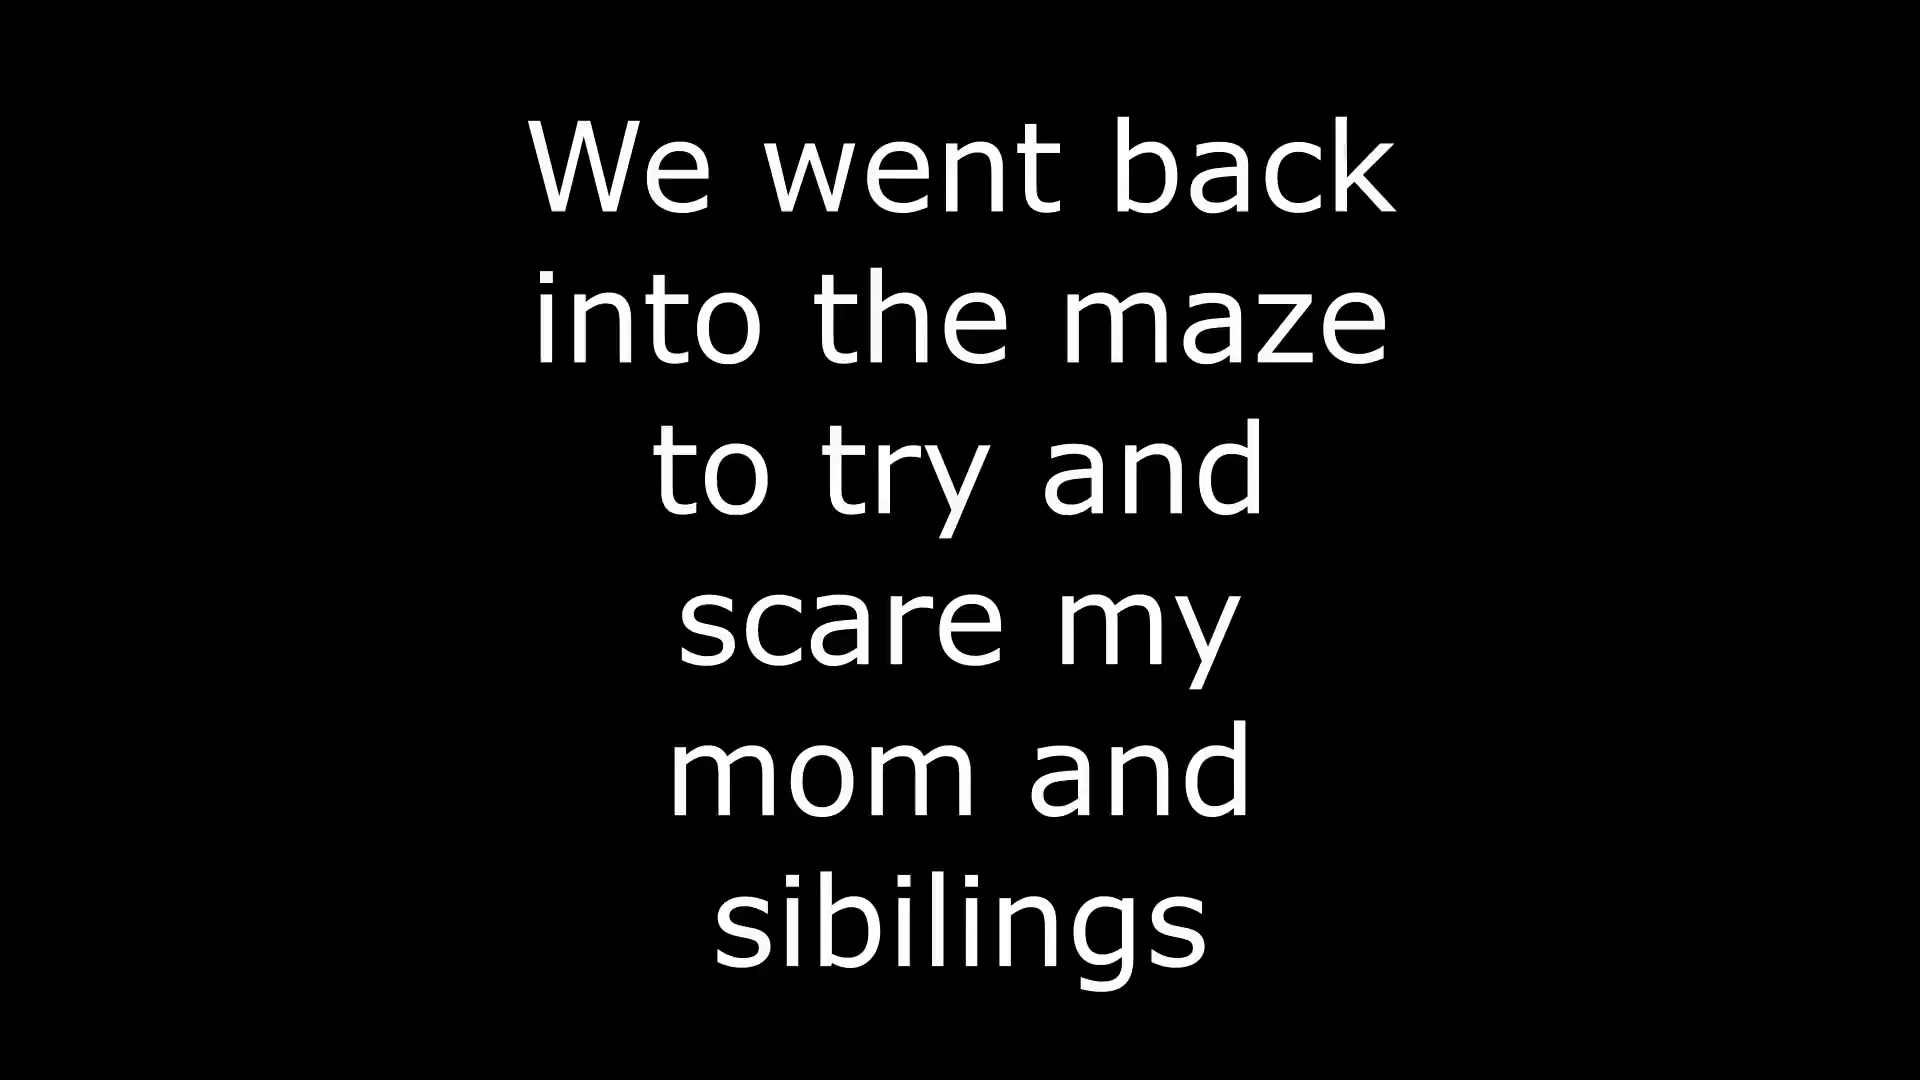 We went back
into the maze
to try and
scare my
mom and
sibilings